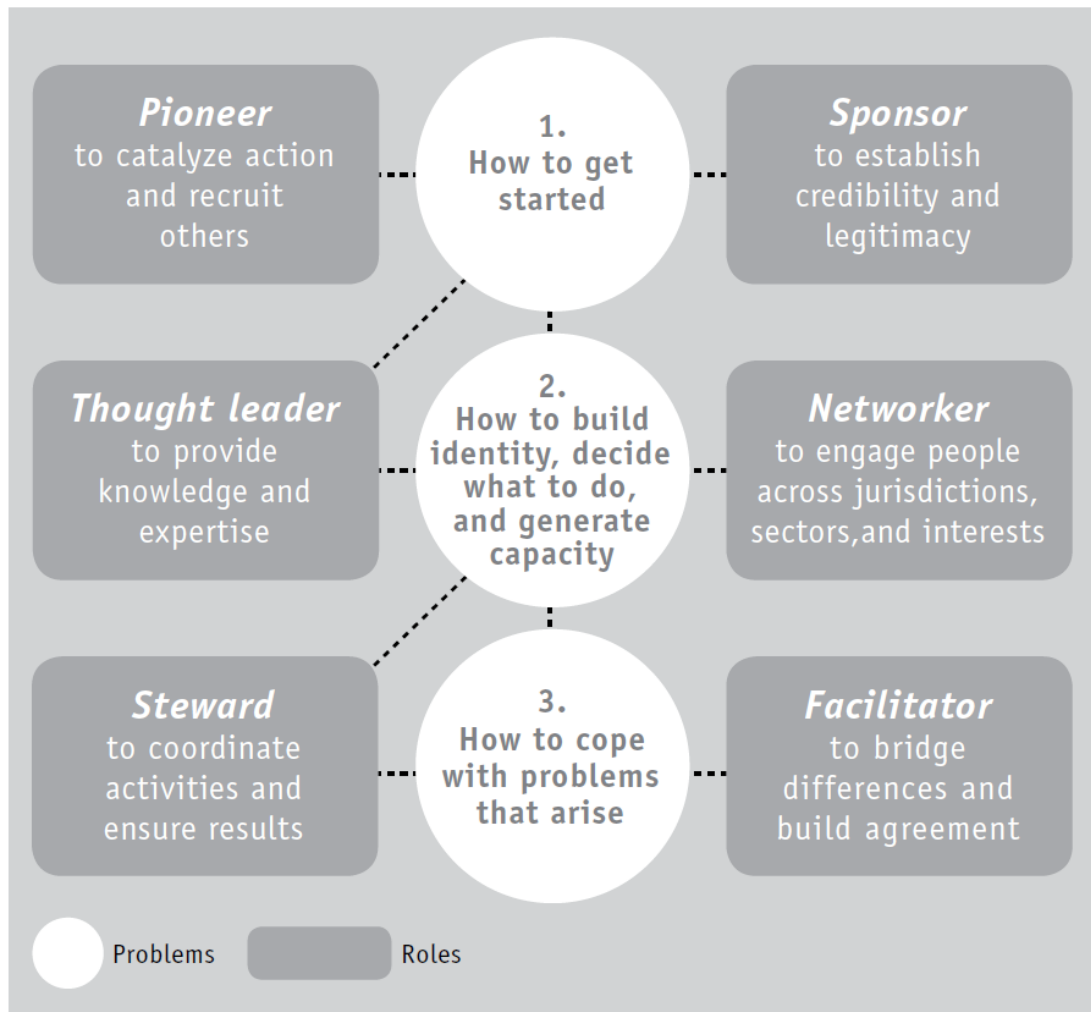 Pioneer
to catalyze action
and recruit
others
1.
How to get
started
Sponsor
to establish
credibility and
legitimacy
Thought leader
to provide
knowledge and
expertise
2.
How to build
identity, decide
what to do,
and generate
capacity
Networker
to engage people
across jurisdictions,
sectors,and interests
Steward
to coordinate
activities and
ensure results
3.
How to cope
with problems
that arise
Facilitator
to bridge
differences and
build agreement
Problems
Roles